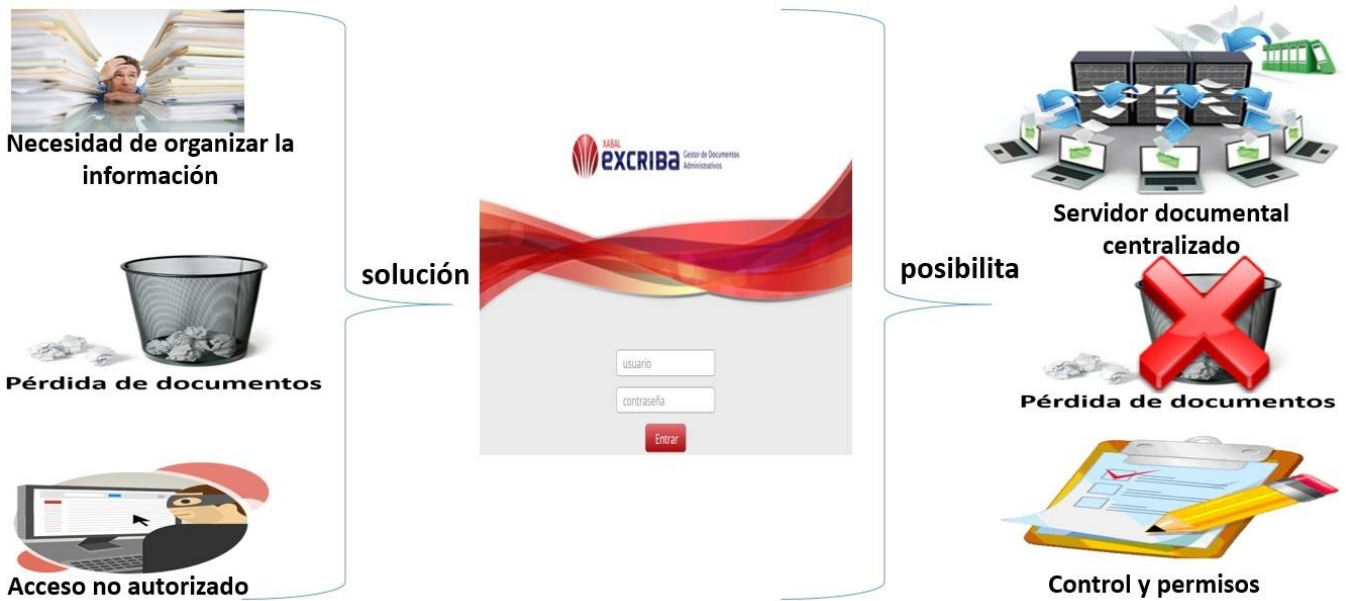 Necesidad de organizar la
información
Pérdida de documentos
Acceso no autorizado
solución
XABAL
eXCRIBa
Gestor de Documentos
Administrativos
usuario
contraseña
Entrar
posibilita
Servidor documental
centralizado
Pérdida de documentos
Control y permisos